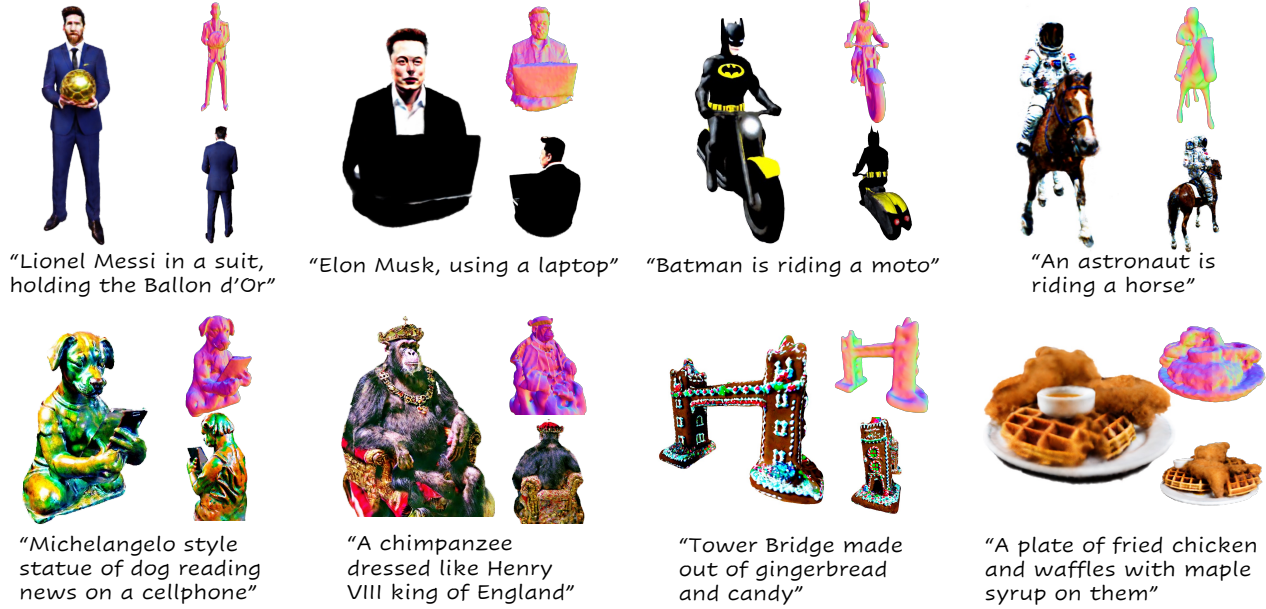 “Lionel Messi in a suit,
holding the Ballon d’Or”
“Elon Musk, using a laptop”
“Batman is riding a moto”
“An astronaut is
riding a horse”
“Michelangelo style
statue of dog reading
news on a cellphone”
“A chimpanzee
dressed like Henry
VIII king of England”
“Tower Bridge made
out of gingerbread
and candy”
“A plate of fried chicken
and waffles with maple
syrup on them”